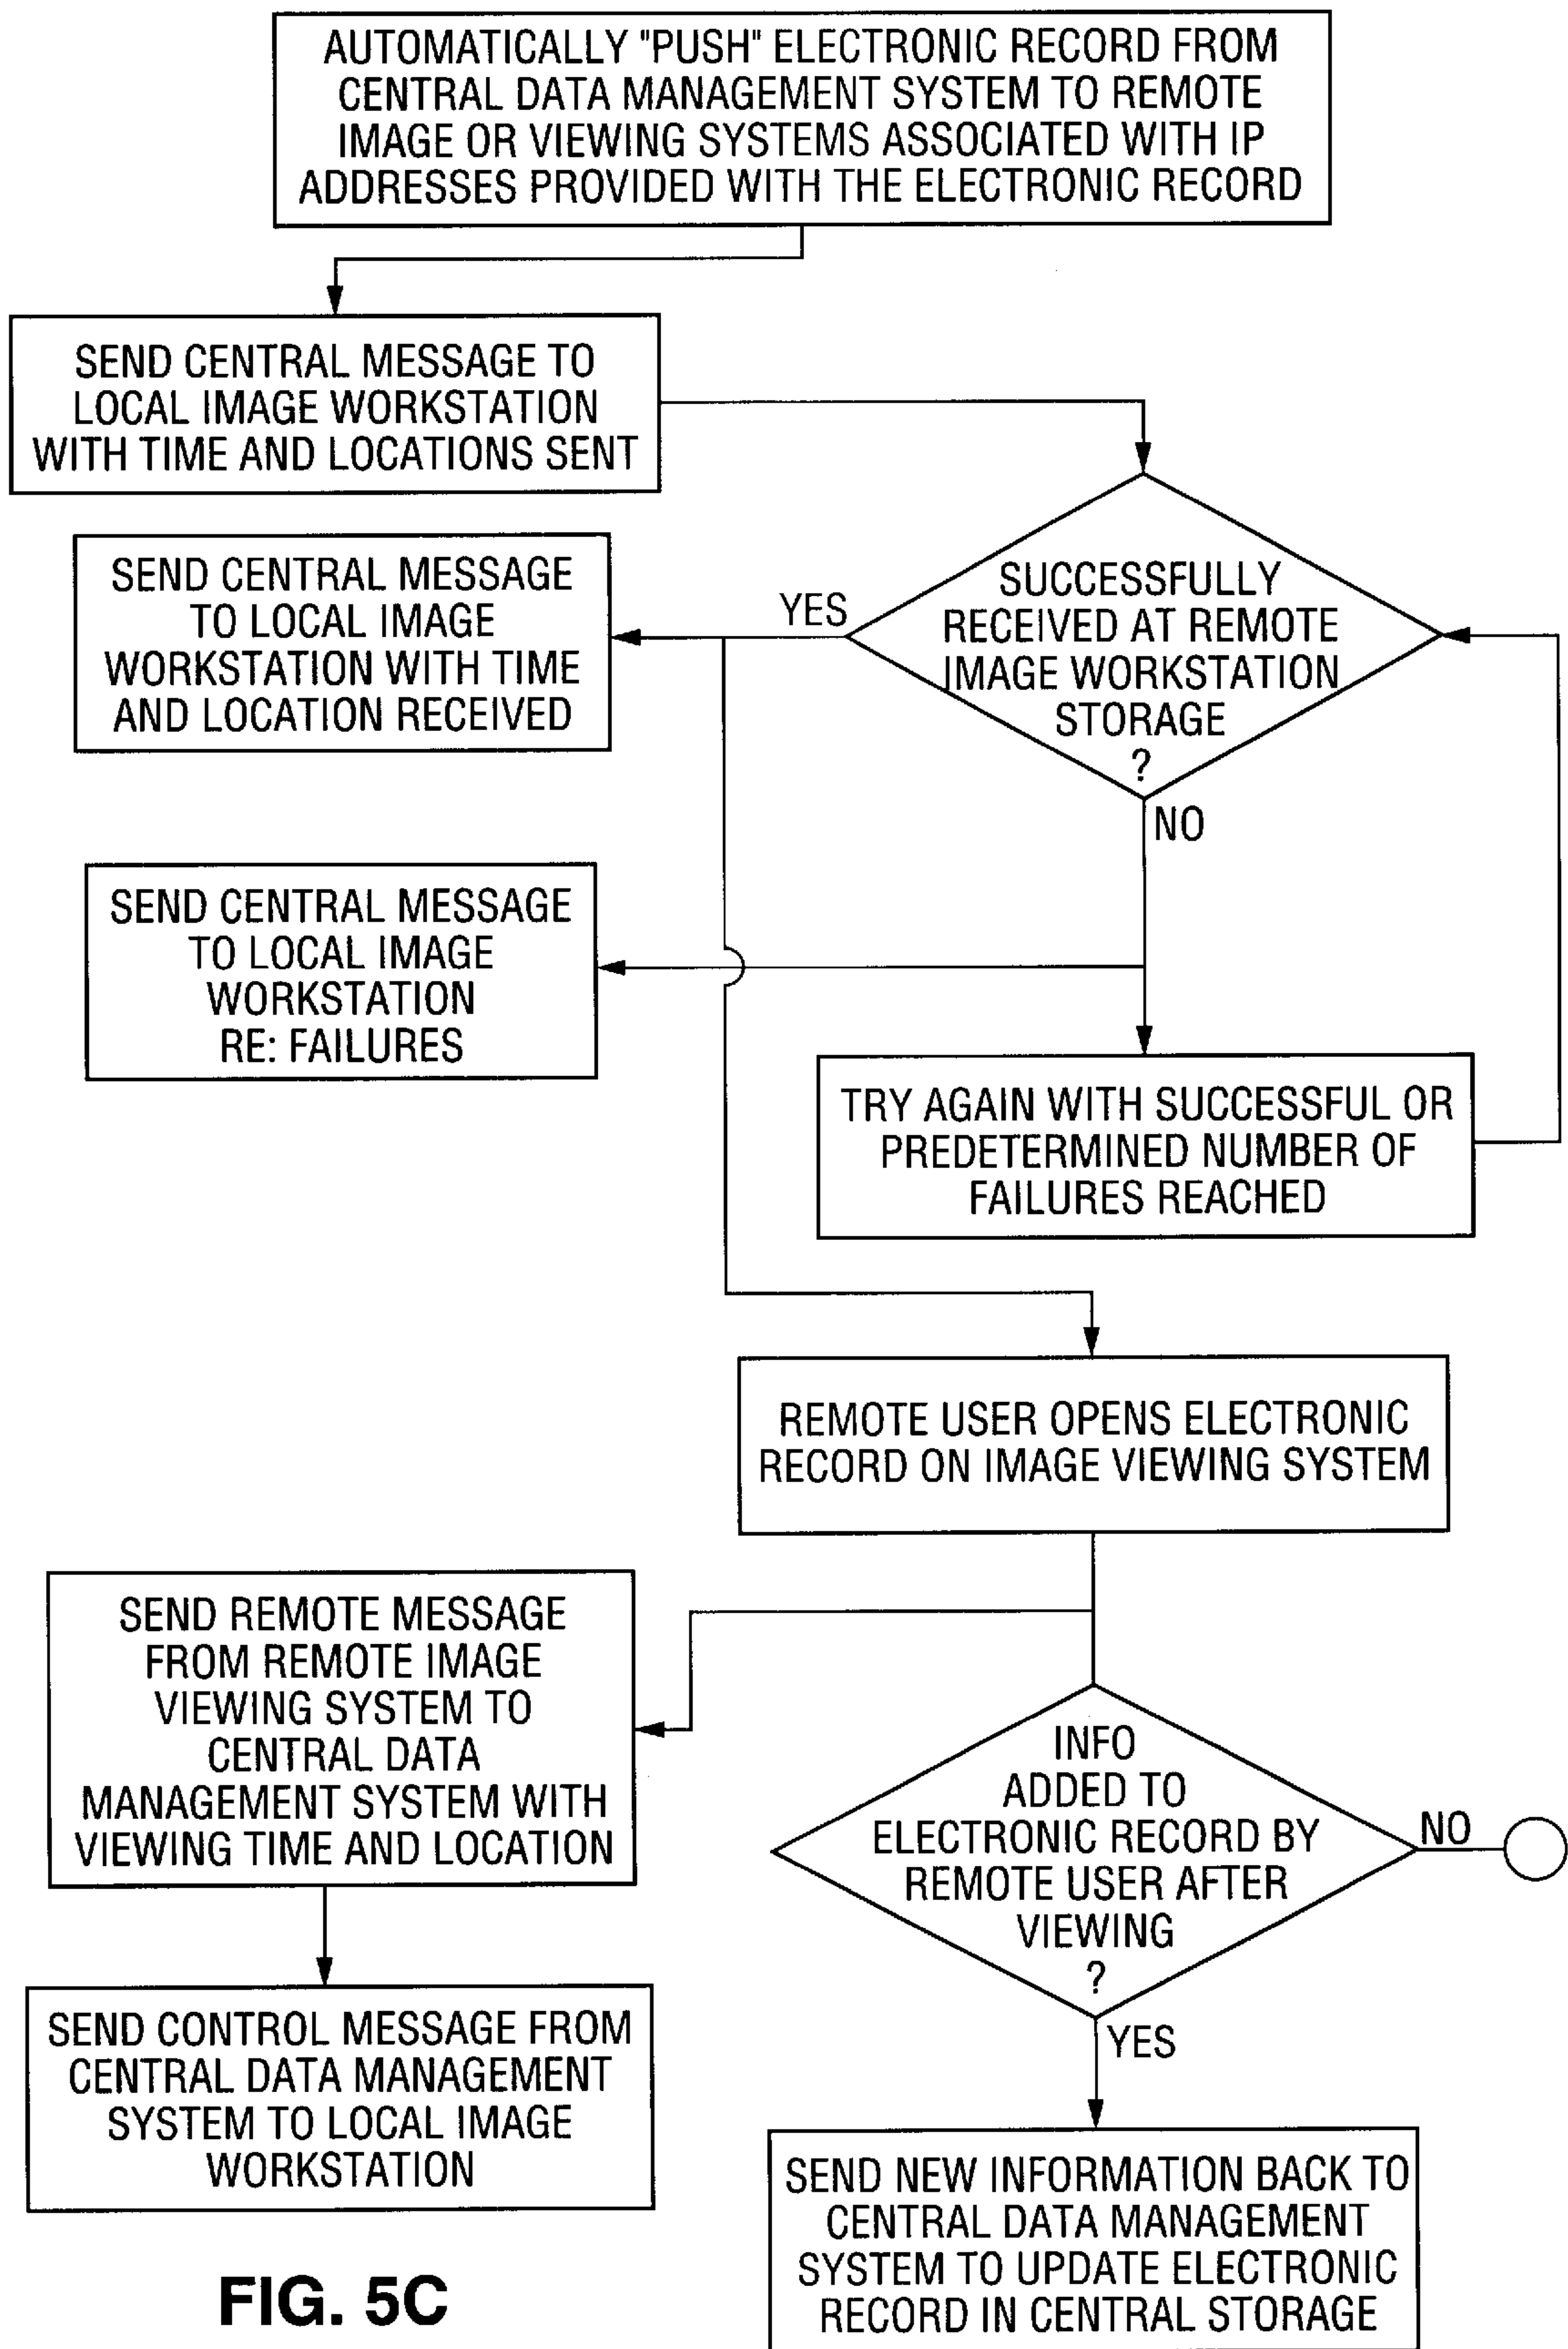 AUTOMATICALLY "PUSH" ELECTRONIC RECORD FROM
CENTRAL DATA MANAGEMENT SYSTEM TO REMOTE
IMAGE OR VIEWING SYSTEMS ASSOCIATED WITH IP
ADDRESSES PROVIDED WITH THE ELECTRONIC RECORD
SEND CENTRAL MESSAGE TO
LOCAL IMAGE WORKSTATION
WITH TIME AND LOCATIONS SENT
SUCCESSFULLY
RECEIVED AT REMOTE
IMAGE WORKSTATION
STORAGE
?
YES
SEND CENTRAL MESSAGE
TO LOCAL IMAGE
WORKSTATION WITH TIME
AND LOCATION RECEIVED
NO
SEND CENTRAL MESSAGE
TO LOCAL IMAGE
WORKSTATION
RE: FAILURES
TRY AGAIN WITH SUCCESSFUL OR
PREDETERMINED NUMBER OF
FAILURES REACHED
REMOTE USER OPENS ELECTRONIC
RECORD ON IMAGE VIEWING SYSTEM
SEND REMOTE MESSAGE
FROM REMOTE IMAGE
VIEWING SYSTEM TO
CENTRAL DATA
MANAGEMENT SYSTEM WITH
VIEWING TIME AND LOCATION
INFO
ADDED TO
ELECTRONIC RECORD BY
REMOTE USER AFTER
VIEWING
?
NO
YES
SEND CONTROL MESSAGE FROM
CENTRAL DATA MANAGEMENT
SYSTEM TO LOCAL IMAGE
WORKSTATION
SEND NEW INFORMATION BACK TO
CENTRAL DATA MANAGEMENT
SYSTEM TO UPDATE ELECTRONIC
RECORD IN CENTRAL STORAGE
FIG. 5C